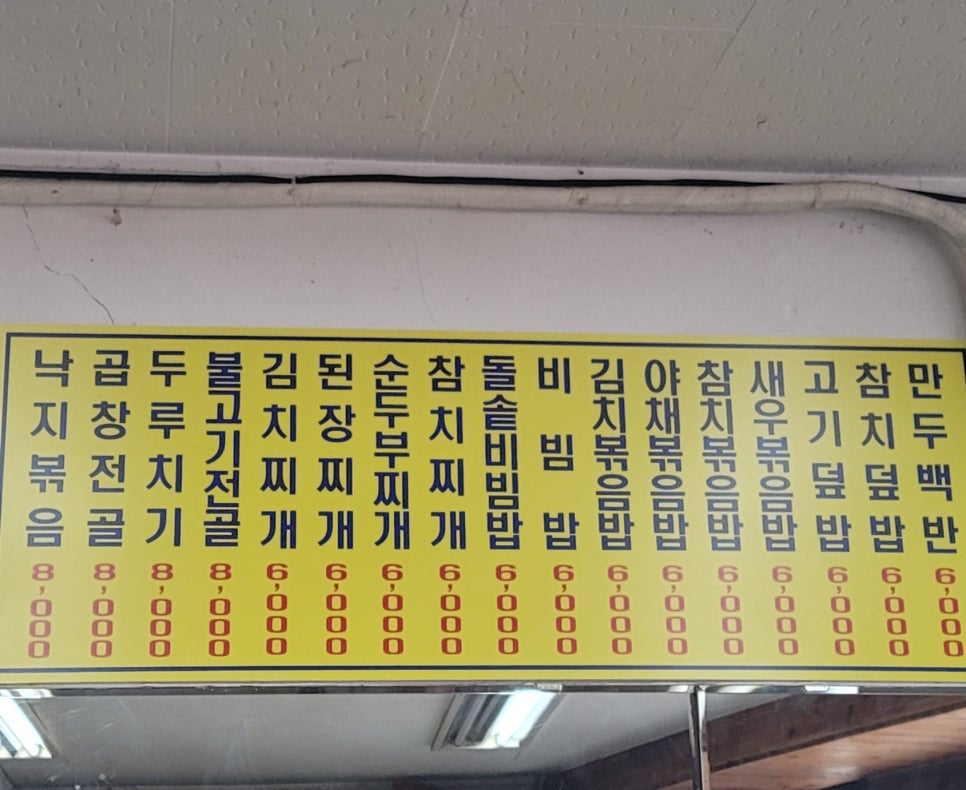 낙지볶음 8,000
곱창전골 8,000
두루치기 8,000
불고기전골 8,000
김치찌개 6,000
된장찌개 6,000
순두부찌개 6,000
참치찌개 6,000
돌솥비빔밥 6,000
비빔밥 6,000
김치볶음밥 6,000
야채볶음밥 6,000
참치볶음밥 6,000
새우볶음밥 6,000
고기덮밥 6,000
참치덮밥 6,000
만두백반 6,000